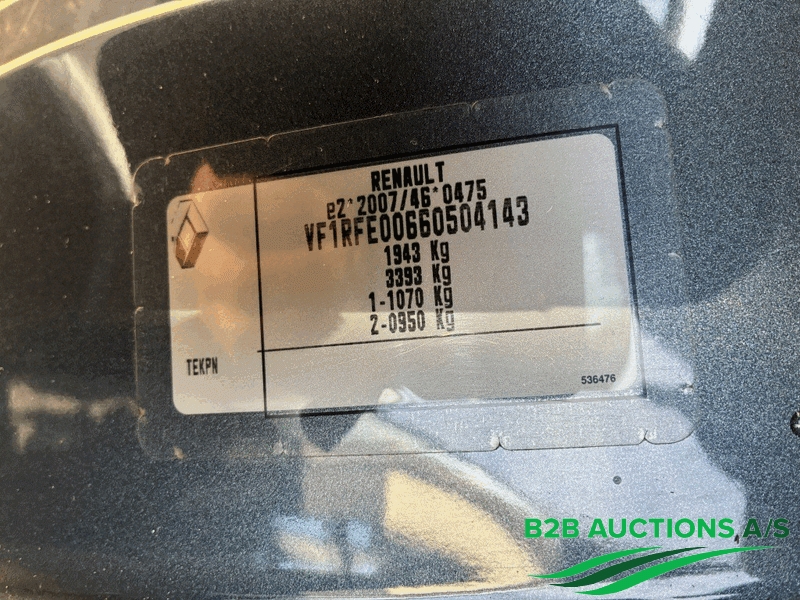 RENAULT
e2*2007/46*0475
VF1RFE00660504143
1943 Kg
3393 Kg
1-1070 Kg
2-0950 Kg
TEKPN
536476
B2B AUCTIONS A/S